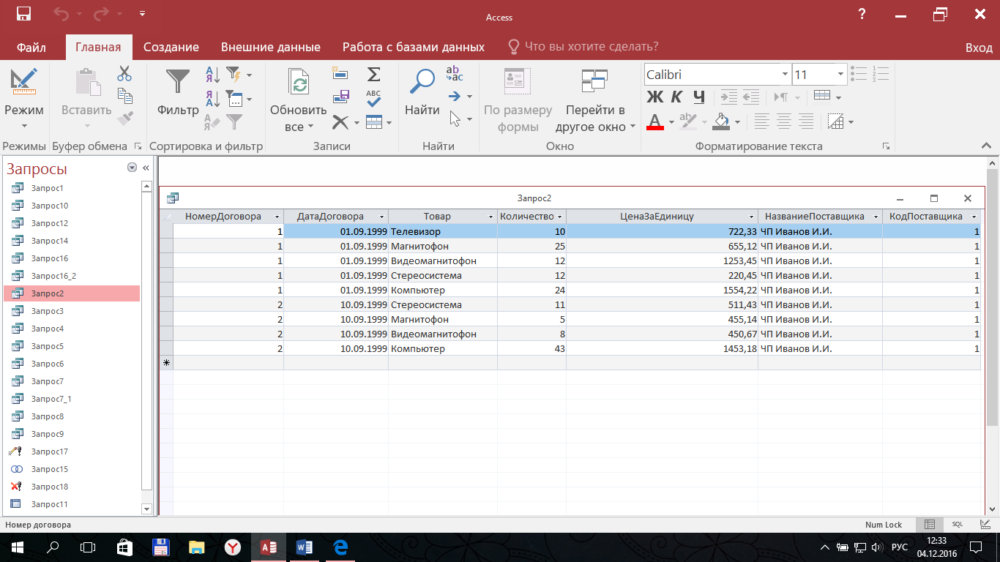 Access
?
Файл Главная Создание Внешние данные Работа с базами данных Что вы хотите сделать? Вход
Режим
Вставить
Фильтр
Обновить
все
Найти
По размеру
формы
Перейти в
другое окно
Calibri 11
Ж К Ч
Режимы Буфер обмена Сортировка и фильтр Записи Найти Окно Форматирование текста
Запросы
Запрос1
Запрос10
Запрос12
Запрос14
Запрос16
Запрос16_2
Запрос2
Запрос3
Запрос4
Запрос5
Запрос6
Запрос7
Запрос7_1
Запрос8
Запрос9
Запрос17
Запрос15
Запрос18
Запрос11
Запрос2
НомерДоговора ДатаДоговора Товар Количество ЦенаЗаЕдиницу НазваниеПоставщика КодПоставщика
1 01.09.1999 Телевизор 10 722,33 ЧП Иванов И.И. 1
1 01.09.1999 Магнитофон 25 655,12 ЧП Иванов И.И. 1
1 01.09.1999 Видеомагнитофон 12 1253,45 ЧП Иванов И.И. 1
1 01.09.1999 Стереосистема 12 220,45 ЧП Иванов И.И. 1
1 01.09.1999 Компьютер 24 1554,22 ЧП Иванов И.И. 1
2 10.09.1999 Стереосистема 11 511,43 ЧП Иванов И.И. 1
2 10.09.1999 Магнитофон 5 455,14 ЧП Иванов И.И. 1
2 10.09.1999 Видеомагнитофон 8 450,67 ЧП Иванов И.И. 1
2 10.09.1999 Компьютер 43 1453,18 ЧП Иванов И.И. 1
Номер договора Num Lock SQL
РУС
12:33
04.12.2016